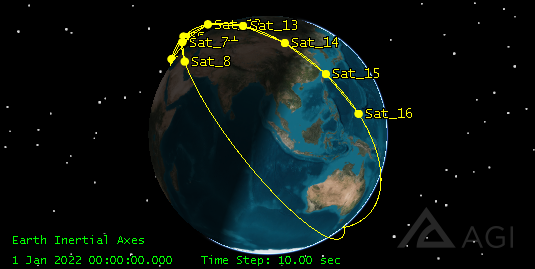 Sat_13
Sat_14
Sat_7
Sat_8
Sat_15
Sat_16
Earth Inertial Axes
1 Jan 2022 00:00:00.000 Time Step: 10.00 sec
AGI